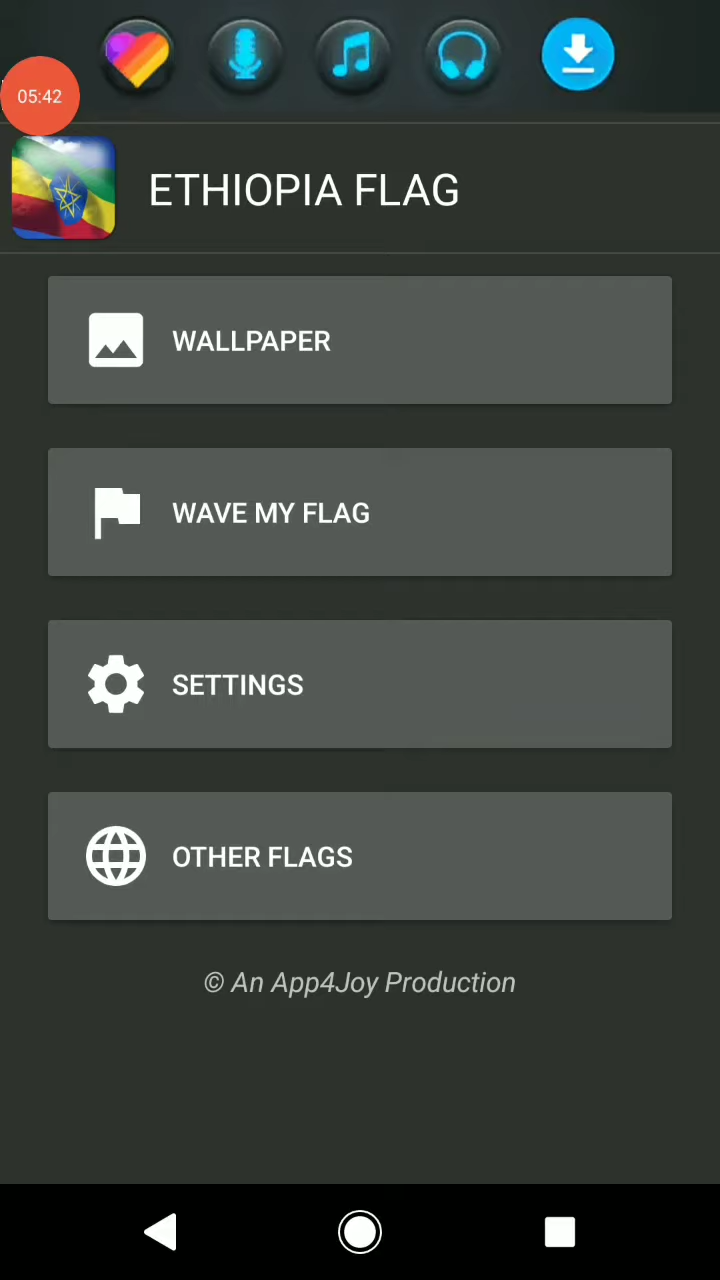 05:42
ETHIOPIA FLAG
WALLPAPER
WAVE MY FLAG
SETTINGS
OTHER FLAGS
© An App4Joy Production